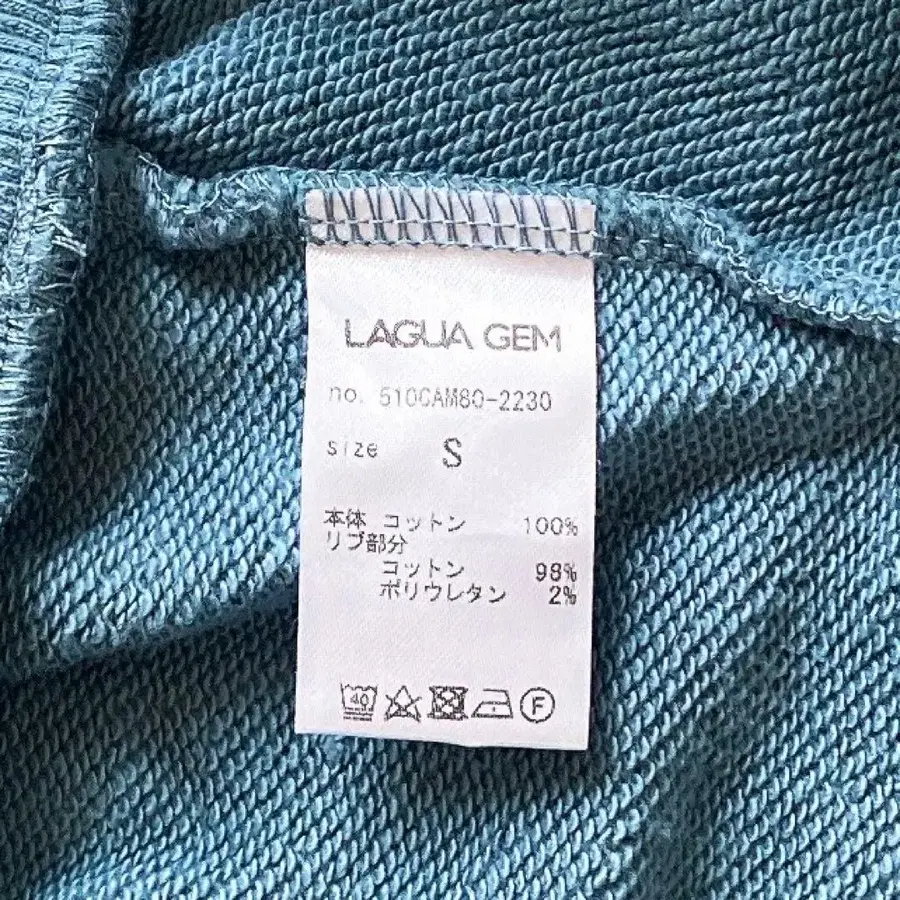 LAGUA GEM
no. 510CAM80-2230
size S
本体 コットン 100%
リブ部分
コットン 98%
ポリウレタン 2%
40 F